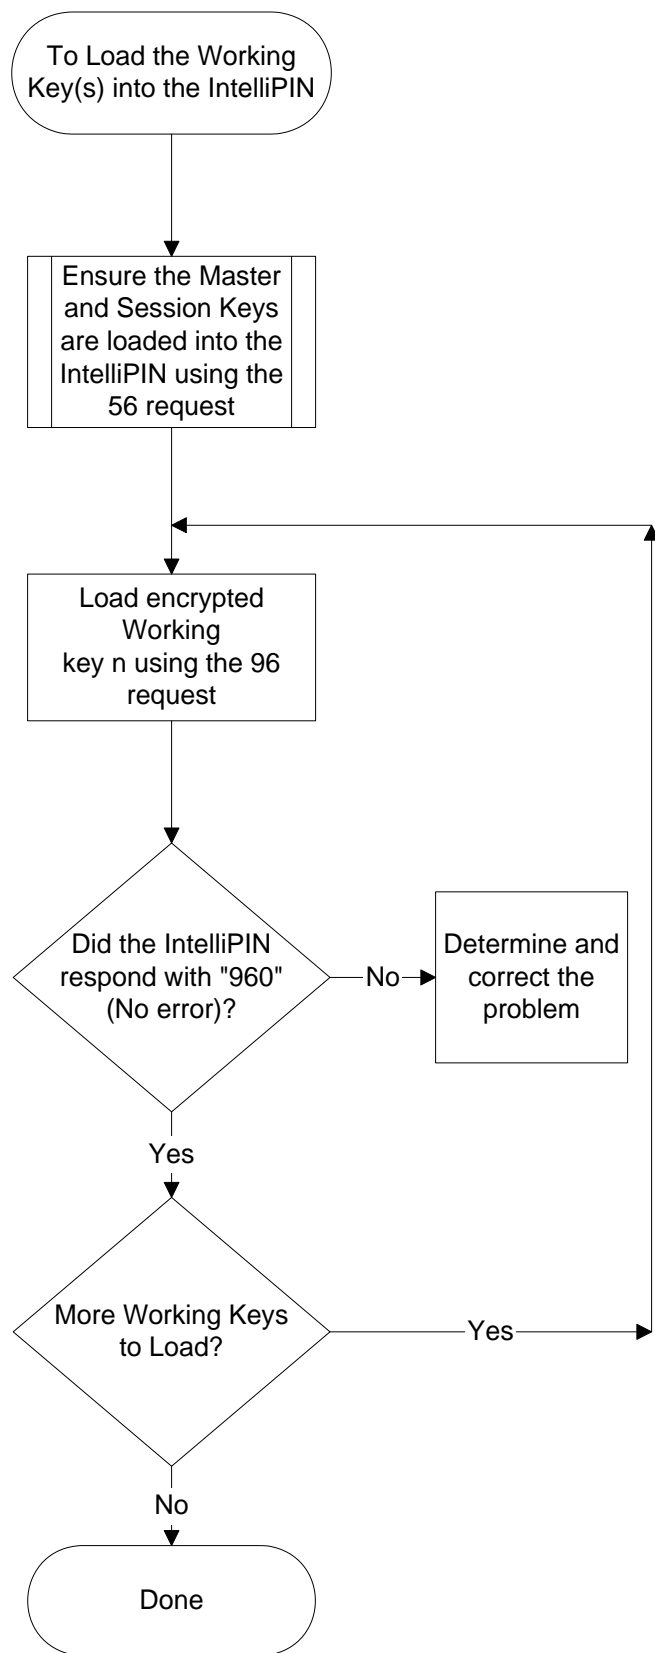 To Load the Working
Key(s) into the IntelliPIN
Ensure the Master
and Session Keys
are loaded into the
IntelliPIN using the
56 request
Load encrypted
Working
key n using the 96
request
Did the IntelliPIN
respond with "960"
(No error)?
No
Determine and
correct the
problem
Yes
More Working Keys
to Load?
Yes
No
Done